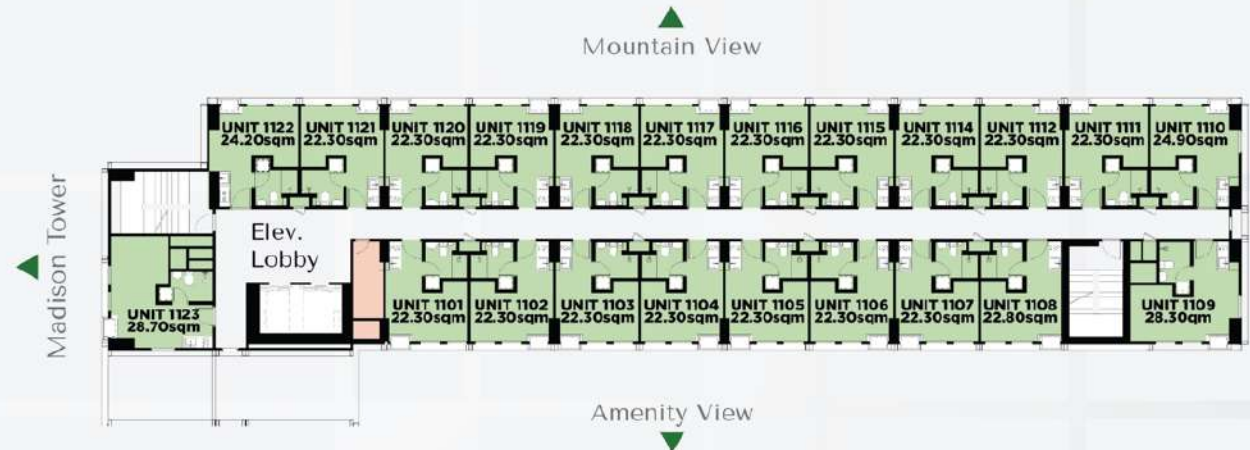 Mountain View
UNIT 1122
24.20sqm
UNIT 1121
22.30sqm
UNIT 1120
22.30sqm
UNIT 1119
22.30sqm
UNIT 1118
22.30sqm
UNIT 1117
22.30sqm
UNIT 1116
22.30sqm
UNIT 1115
22.30sqm
UNIT 1114
22.30sqm
UNIT 1112
22.30sqm
UNIT 1111
22.30sqm
UNIT 1110
24.90sqm
Madison Tower
Elev.
Lobby
UNIT 1123
28.70sqm
UNIT 1101
22.30sqm
UNIT 1102
22.30sqm
UNIT 1103
22.30sqm
UNIT 1104
22.30sqm
UNIT 1105
22.30sqm
UNIT 1106
22.30sqm
UNIT 1107
22.30sqm
UNIT 1108
22.80sqm
UNIT 1109
28.30qm
Amenity View